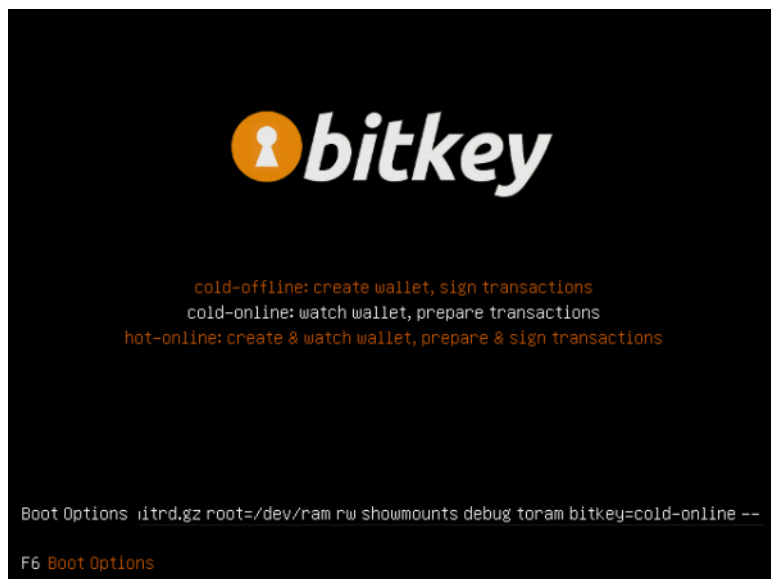 bitkey
cold-offline: create wallet, sign transactions
cold-online: watch wallet, prepare transactions
hot-online: create & watch wallet, prepare & sign transactions
Boot Options itrd.gz root=/dev/ram rw showmounts debug toram bitkey=cold-online --
F6 Boot Options